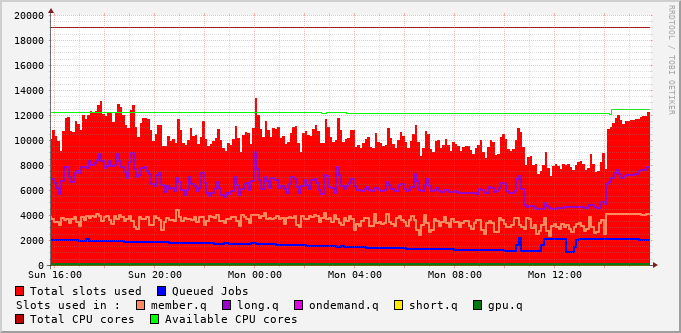 20000
18000
16000
14000
12000
10000
8000
6000
4000
2000
0
Sun 16:00 Sun 20:00 Mon 00:00 Mon 04:00 Mon 08:00 Mon 12:00
Total slots used Queued Jobs
Slots used in : member.q long.q ondemand.q short.q gpu.q
Total CPU cores Available CPU cores
RRDTOOL / TOBI OETIKER